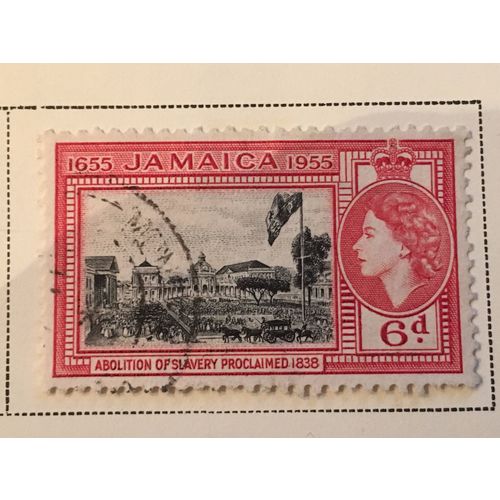 1655 JAMAICA 1955
6d
ABOLITION OF SLAVERY PROCLAIMED 1838